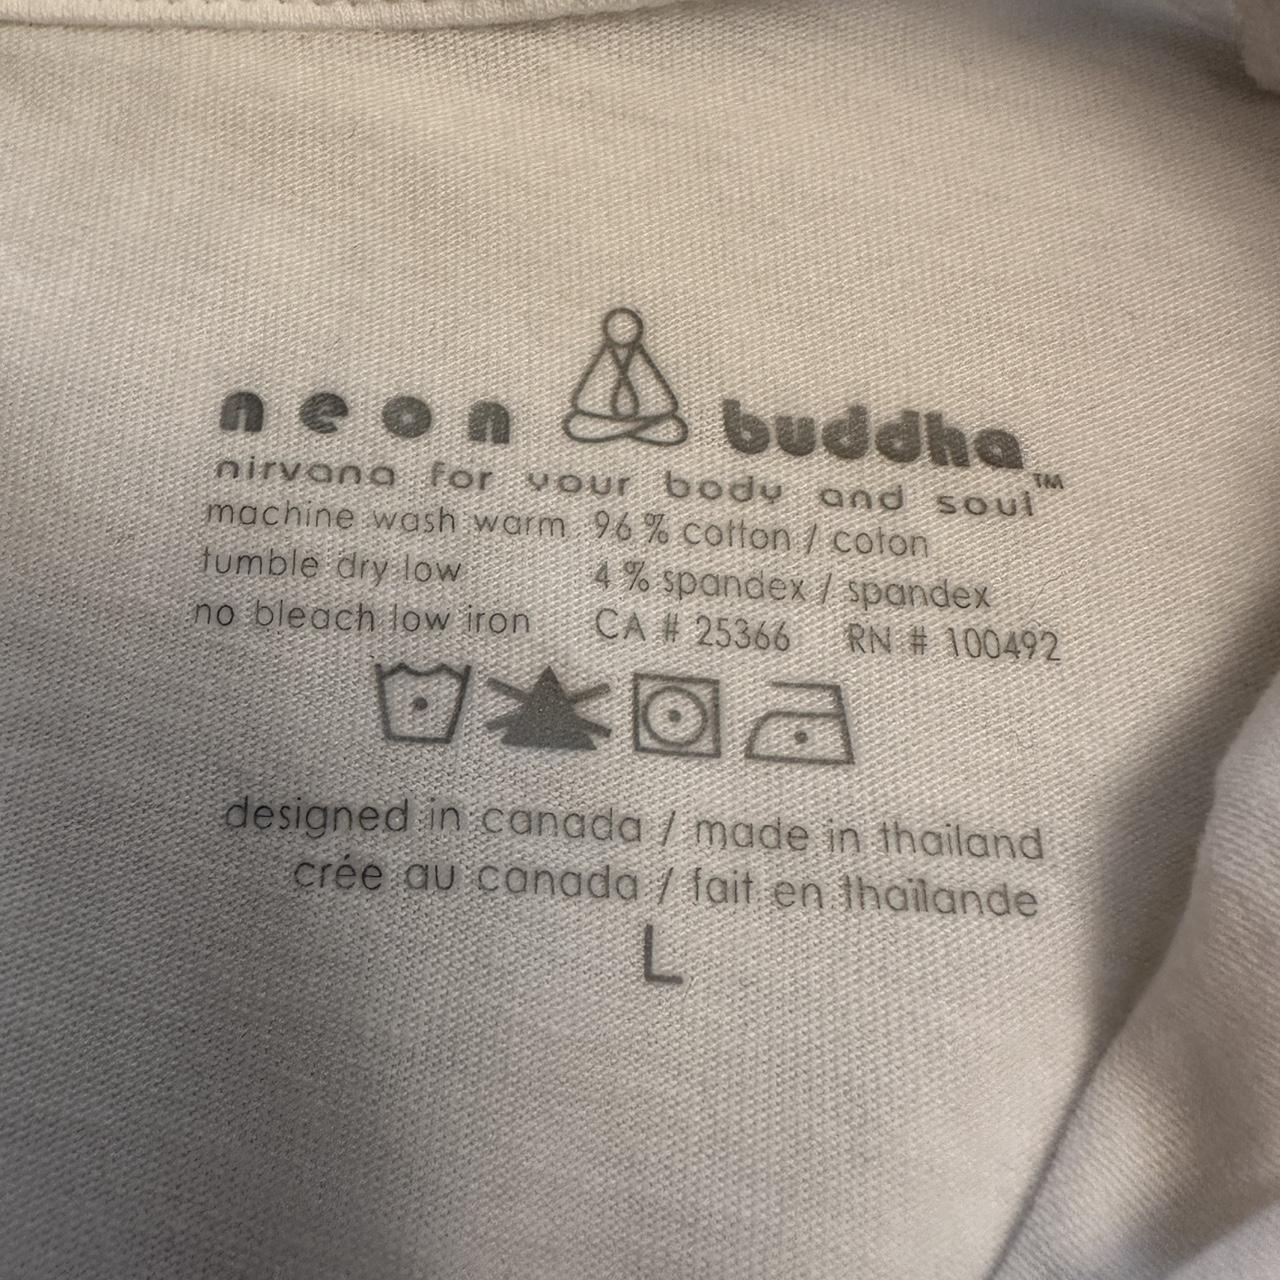 neon buddha
nirvana for your body and soul™
machine wash warm 96 % cotton / coton
tumble dry low 4 % spandex / spandex
no bleach low iron CA # 25366 RN # 100492
designed in canada / made in thailand
crée au canada / fait en thaïlande
L